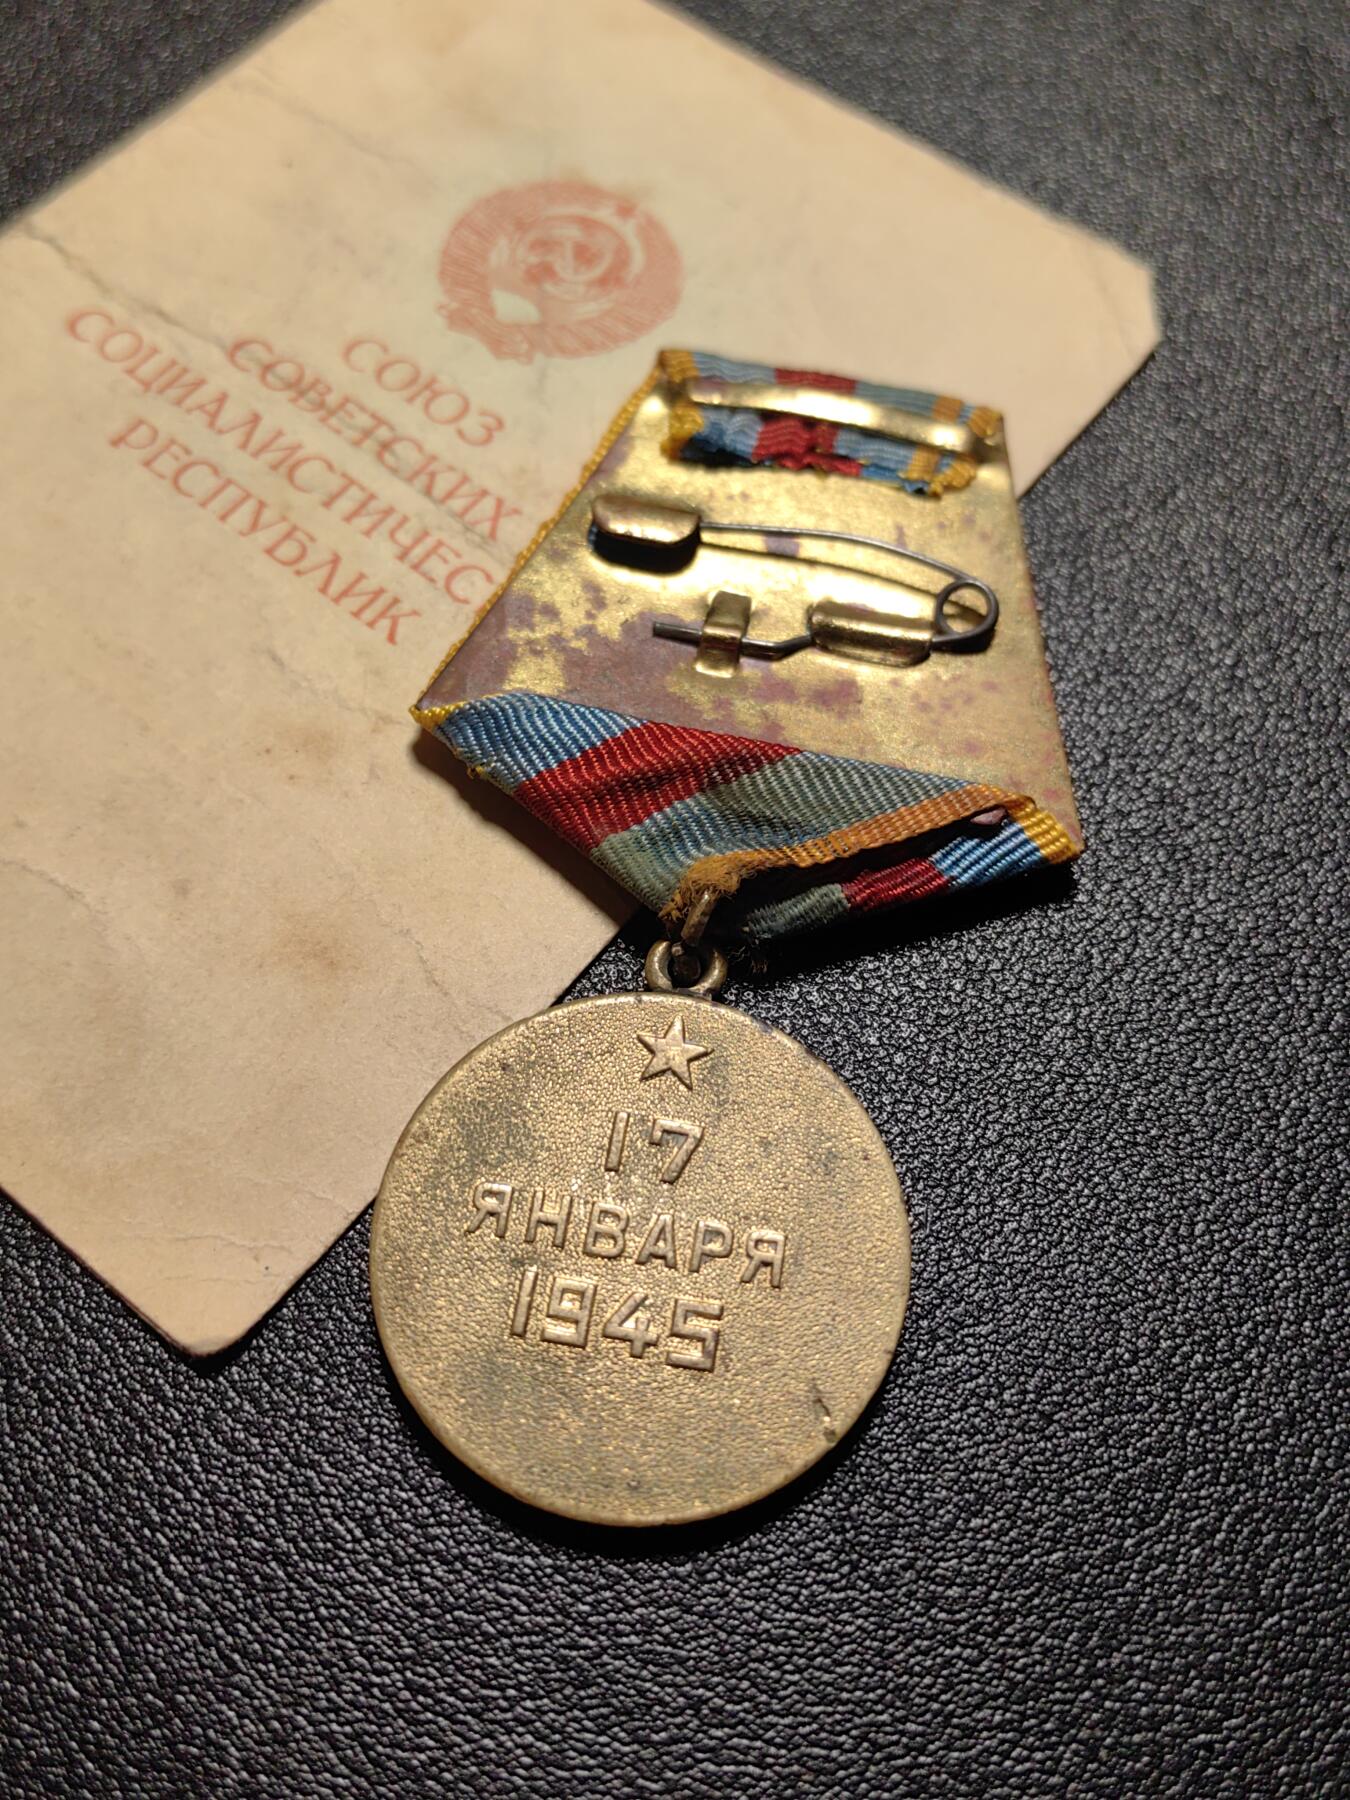 СОЮЗ
СОВЕТСКИХ
СОЦИАЛИСТИЧЕС
РЕСПУБЛИК
17
ЯНВАРЯ
1945